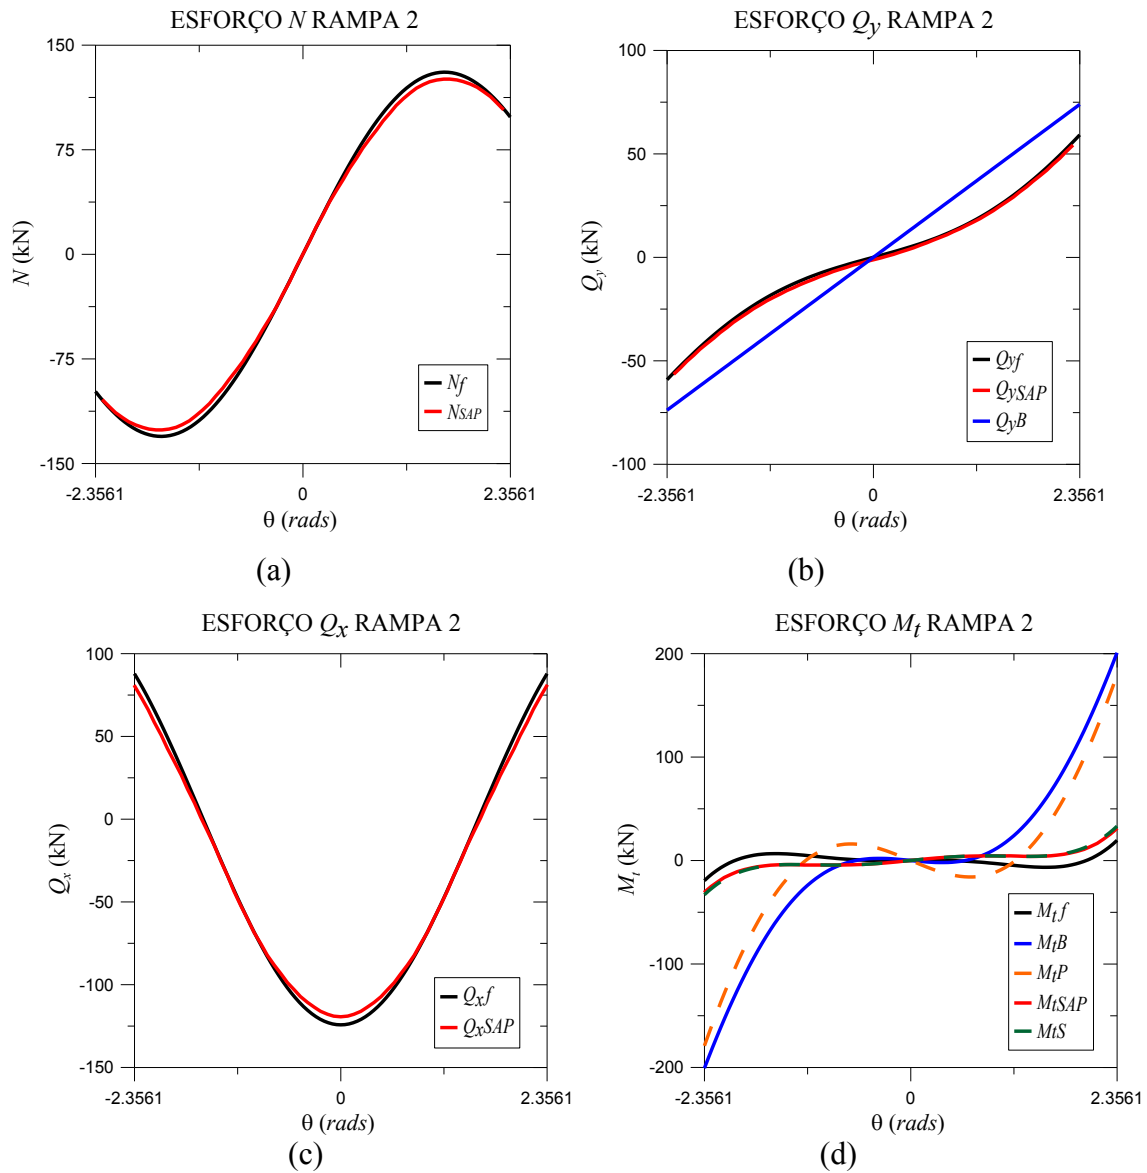 ESFORÇO N RAMPA 2
150
75
0
-75
-150
N (kN)
Nf
NSAP
-2.3561
0
2.3561
θ (rads)
(a)
ESFORÇO Qy RAMPA 2
100
50
0
-50
-100
Qy (kN)
Qyf
QySAP
QyB
-2.3561
0
2.3561
θ (rads)
(b)
ESFORÇO Qx RAMPA 2
100
50
0
-50
-100
-150
Qx (kN)
Qxf
QxSAP
-2.3561
0
2.3561
θ (rads)
(c)
ESFORÇO Mt RAMPA 2
200
100
0
-100
-200
Mt (kN)
Mtf
MtB
MtP
MtSAP
MtS
-2.3561
0
2.3561
θ (rads)
(d)